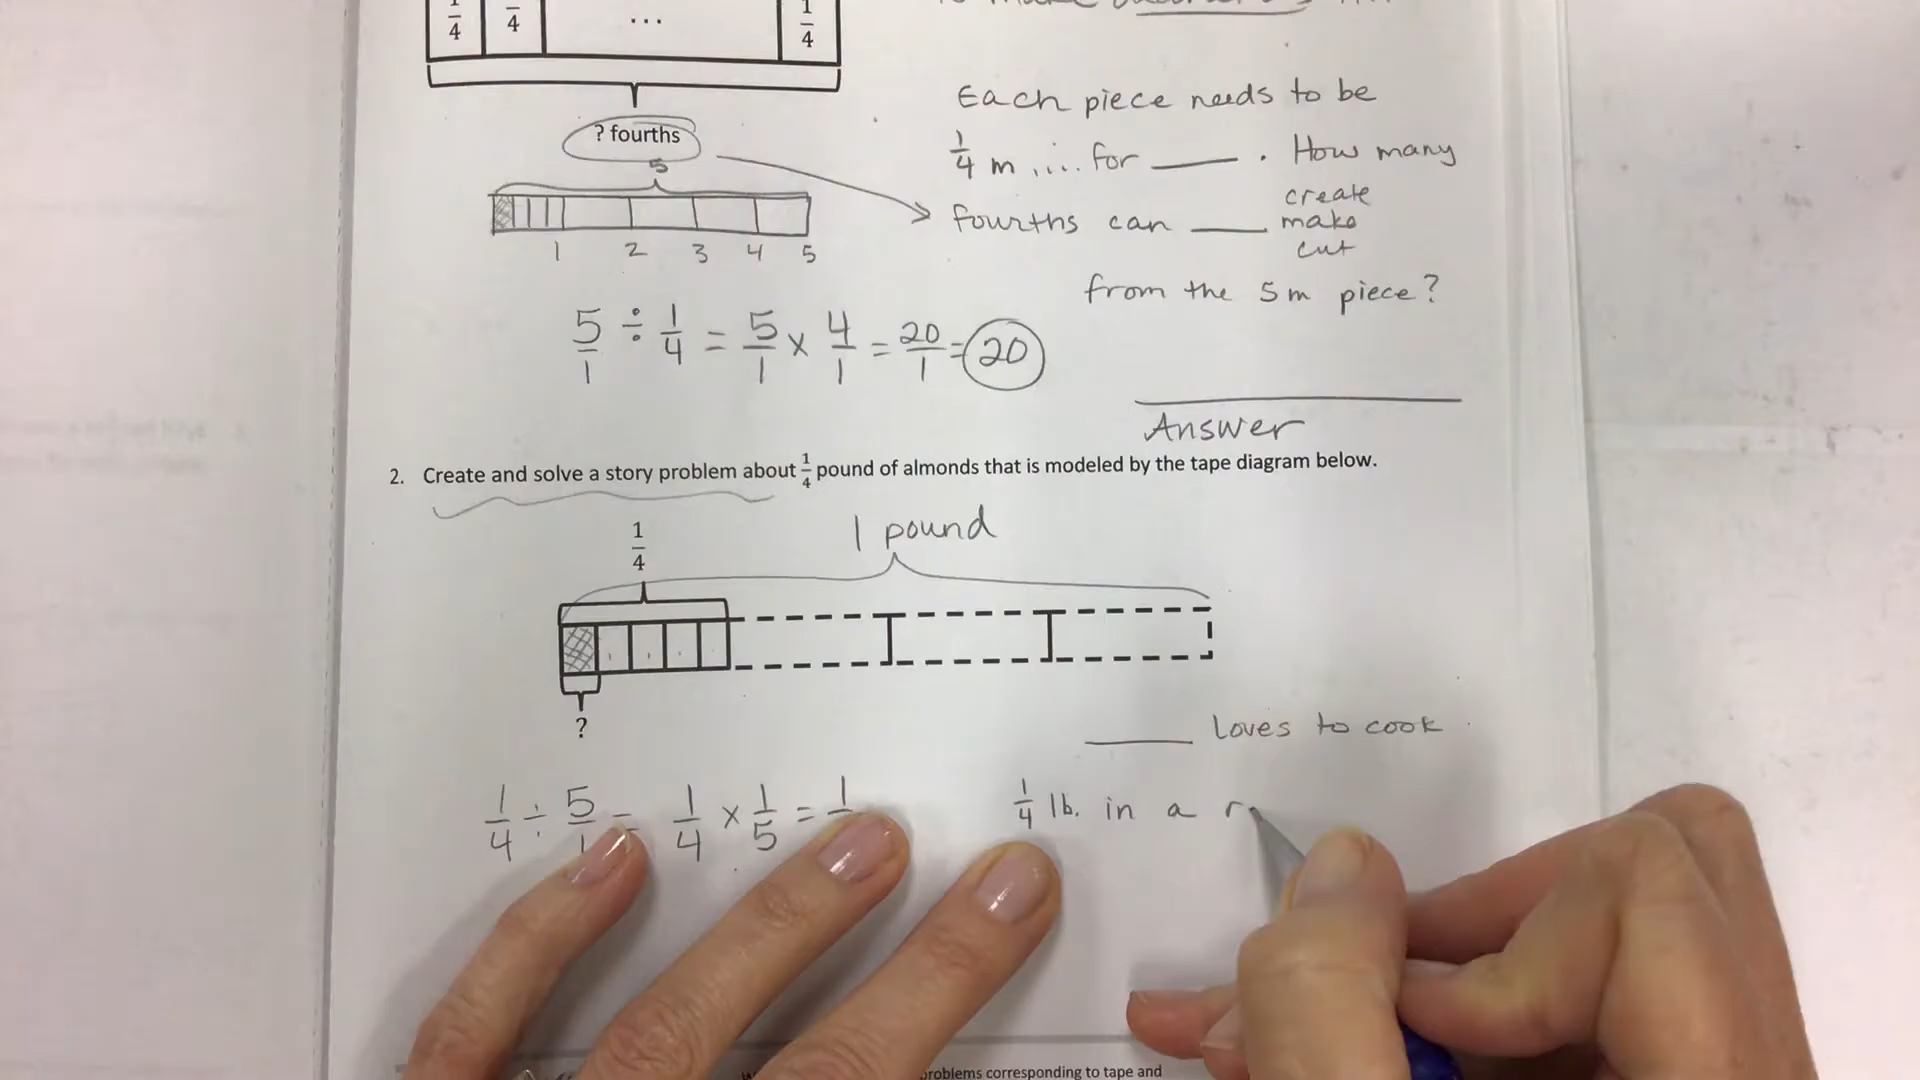 1/4 1/4 ... 1/4
Each piece needs to be
? fourths
1/4 m .... for ____ . How many
5
create
fourths can ____ make
cut
1 2 3 4 5
from the 5m piece?
5/1 ÷ 1/4 = 5/1 × 4/1 = 20/1 = 20
Answer
2. Create and solve a story problem about 1/4 pound of almonds that is modeled by the tape diagram below.
1 pound
1/4
?
____ loves to cook
1/4 ÷ 5/1 = 1/4 × 1/5 = 1
1/4 lb. in a r
problems corresponding to tape and